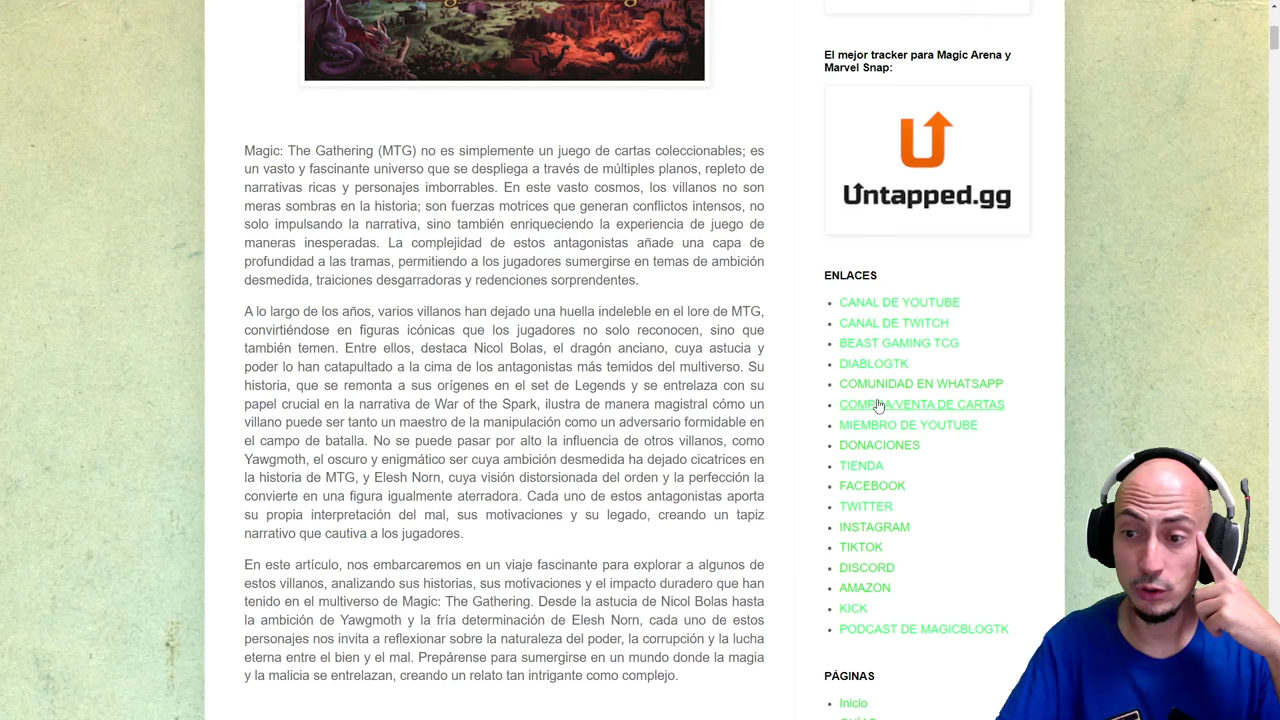 Magic: The Gathering (MTG) no es simplemente un juego de cartas coleccionables; es
un vasto y fascinante universo que se despliega a través de múltiples planos, repleto de
narrativas ricas y personajes imborrables. En este vasto cosmos, los villanos no son
meras sombras en la historia; son fuerzas motrices que generan conflictos intensos, no
solo impulsando la narrativa, sino también enriqueciendo la experiencia de juego de
maneras inesperadas. La complejidad de estos antagonistas añade una capa de
profundidad a las tramas, permitiendo a los jugadores sumergirse en temas de ambición
desmedida, traiciones desgarradoras y redenciones sorprendentes.
A lo largo de los años, varios villanos han dejado una huella indeleble en el lore de MTG,
convirtiéndose en figuras icónicas que los jugadores no solo reconocen, sino que
también temen. Entre ellos, destaca Nicol Bolas, el dragón anciano, cuya astucia y
poder lo han catapultado a la cima de los antagonistas más temidos del multiverso. Su
historia, que se remonta a sus orígenes en el set de Legends y se entrelaza con su
papel crucial en la narrativa de War of the Spark, ilustra de manera magistral cómo un
villano puede ser tanto un maestro de la manipulación como un adversario formidable en
el campo de batalla. No se puede pasar por alto la influencia de otros villanos, como
Yawgmoth, el oscuro y enigmático ser cuya ambición desmedida ha dejado cicatrices en
la historia de MTG, y Elesh Norn, cuya visión distorsionada del orden y la perfección la
convierte en una figura igualmente aterradora. Cada uno de estos antagonistas aporta
su propia interpretación del mal, sus motivaciones y su legado, creando un tapiz
narrativo que cautiva a los jugadores.
En este artículo, nos embarcaremos en un viaje fascinante para explorar a algunos de
estos villanos, analizando sus historias, sus motivaciones y el impacto duradero que han
tenido en el multiverso de Magic: The Gathering. Desde la astucia de Nicol Bolas hasta
la ambición de Yawgmoth y la fría determinación de Elesh Norn, cada uno de estos
personajes nos invita a reflexionar sobre la naturaleza del poder, la corrupción y la lucha
eterna entre el bien y el mal. Prepárense para sumergirse en un mundo donde la magia
y la malicia se entrelazan, creando un relato tan intrigante como complejo.
El mejor tracker para Magic Arena y
Marvel Snap:
Untapped.gg
ENLACES
CANAL DE YOUTUBE
CANAL DE TWITCH
BEAST GAMING TCG
DIABLOGTK
COMUNIDAD EN WHATSAPP
COMPRA/VENTA DE CARTAS
MIEMBRO DE YOUTUBE
DONACIONES
TIENDA
FACEBOOK
TWITTER
INSTAGRAM
TIKTOK
DISCORD
AMAZON
KICK
PODCAST DE MAGICBLOGTK
PÁGINAS
Inicio